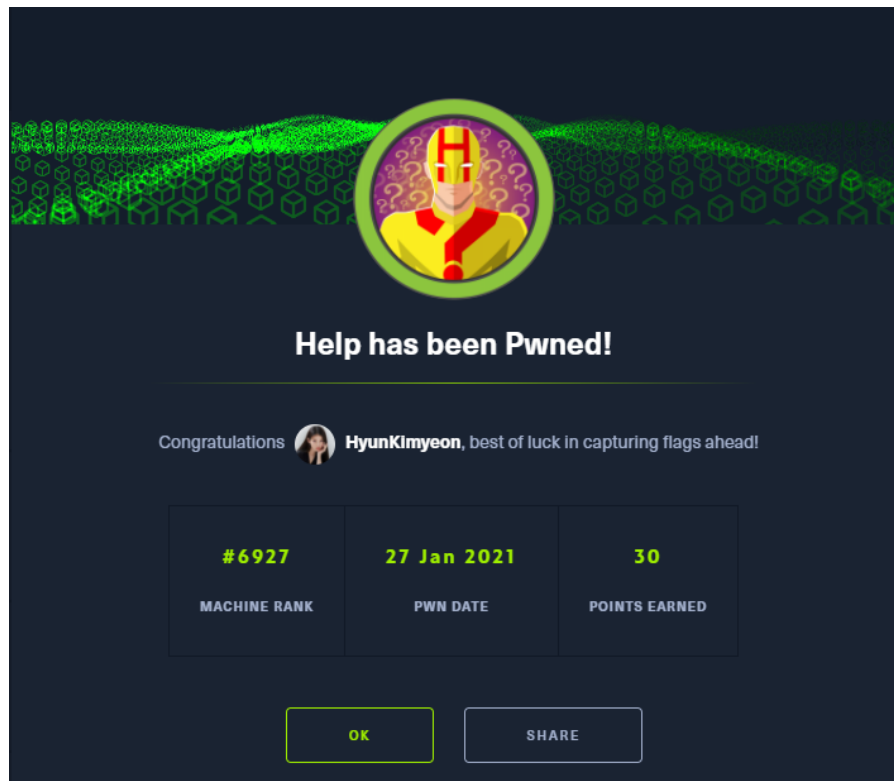 Help has been Pwned!
Congratulations HyunKimyeon, best of luck in capturing flags ahead!
#6927 27 Jan 2021 30
MACHINE RANK PWN DATE POINTS EARNED
OK SHARE